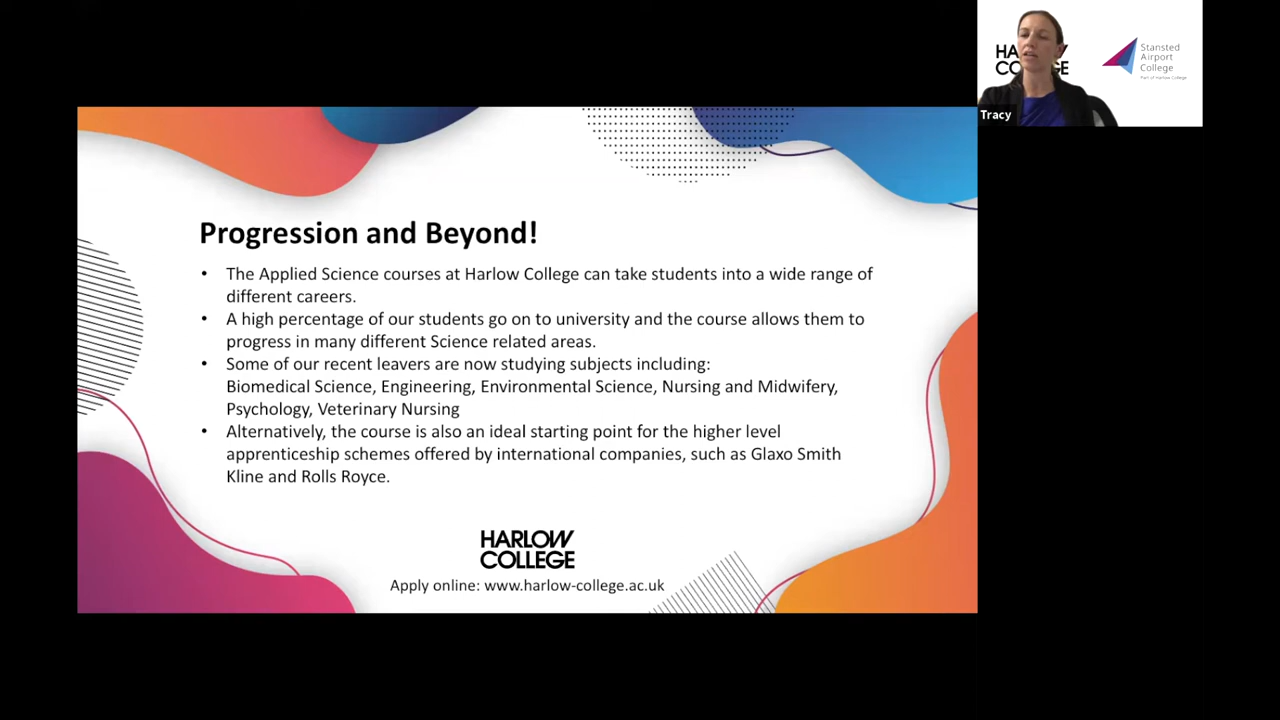 Progression and Beyond!
• The Applied Science courses at Harlow College can take students into a wide range of
different careers.
• A high percentage of our students go on to university and the course allows them to
progress in many different Science related areas.
• Some of our recent leavers are now studying subjects including:
Biomedical Science, Engineering, Environmental Science, Nursing and Midwifery,
Psychology, Veterinary Nursing
• Alternatively, the course is also an ideal starting point for the higher level
apprenticeship schemes offered by international companies, such as Glaxo Smith
Kline and Rolls Royce.
HARLOW
COLLEGE
Apply online: www.harlow-college.ac.uk
Stansted
Airport
College
Part of Harlow College
Tracy